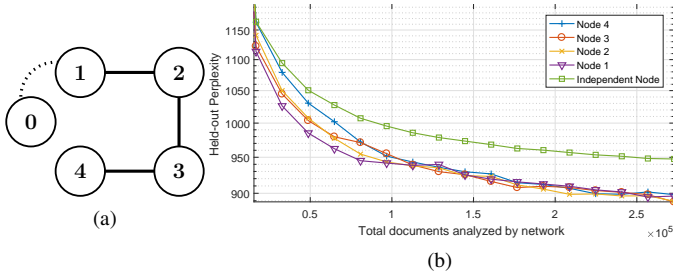 1
2
0
4
3
(a)
Held-out Perplexity
1150
1100
1050
1000
950
900
Node 4
Node 3
Node 2
Node 1
Independent Node
0.5
1
1.5
2
2.5
×10⁵
Total documents analyzed by network
(b)